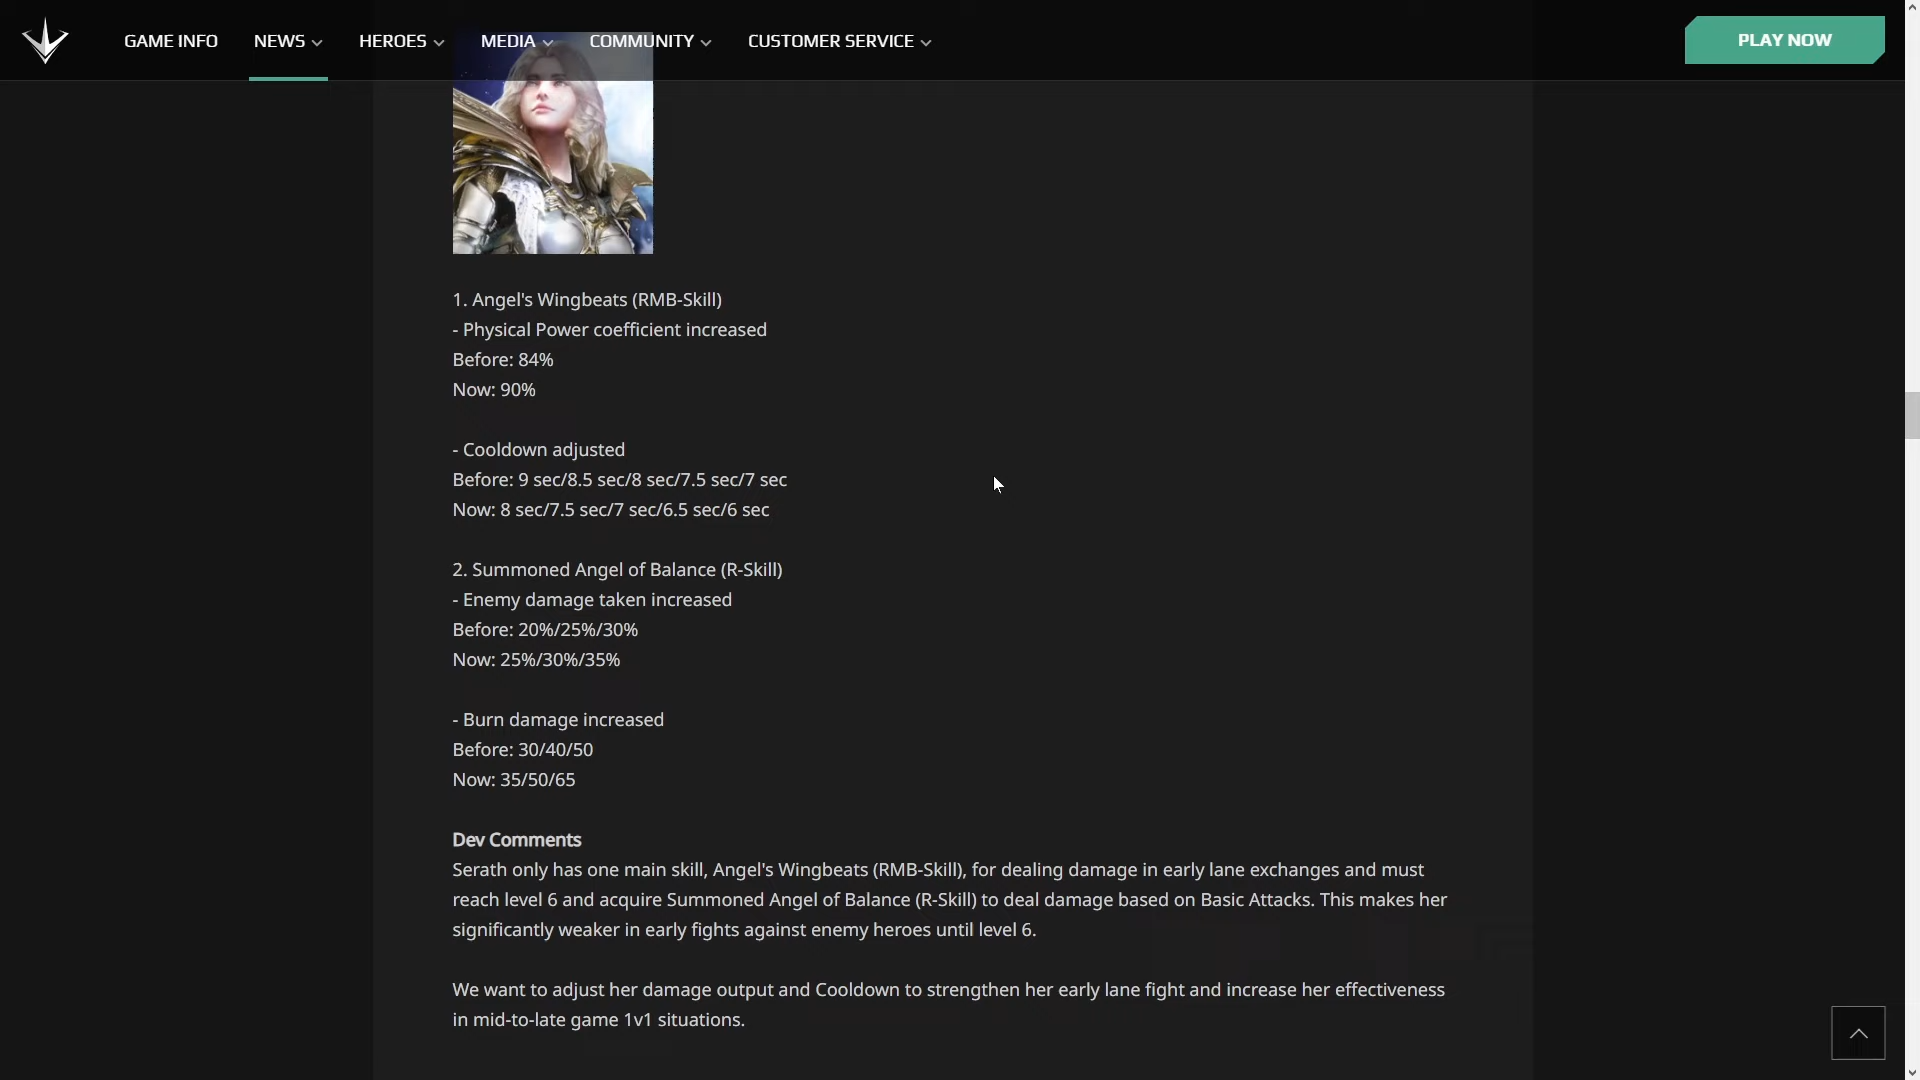 GAME INFO
NEWS
HEROES
MEDIA
COMMUNITY
CUSTOMER SERVICE
PLAY NOW
1. Angel's Wingbeats (RMB-Skill)
- Physical Power coefficient increased
Before: 84%
Now: 90%
- Cooldown adjusted
Before: 9 sec/8.5 sec/8 sec/7.5 sec/7 sec
Now: 8 sec/7.5 sec/7 sec/6.5 sec/6 sec
2. Summoned Angel of Balance (R-Skill)
- Enemy damage taken increased
Before: 20%/25%/30%
Now: 25%/30%/35%
- Burn damage increased
Before: 30/40/50
Now: 35/50/65
Dev Comments
Serath only has one main skill, Angel's Wingbeats (RMB-Skill), for dealing damage in early lane exchanges and must
reach level 6 and acquire Summoned Angel of Balance (R-Skill) to deal damage based on Basic Attacks. This makes her
significantly weaker in early fights against enemy heroes until level 6.
We want to adjust her damage output and Cooldown to strengthen her early lane fight and increase her effectiveness
in mid-to-late game 1v1 situations.